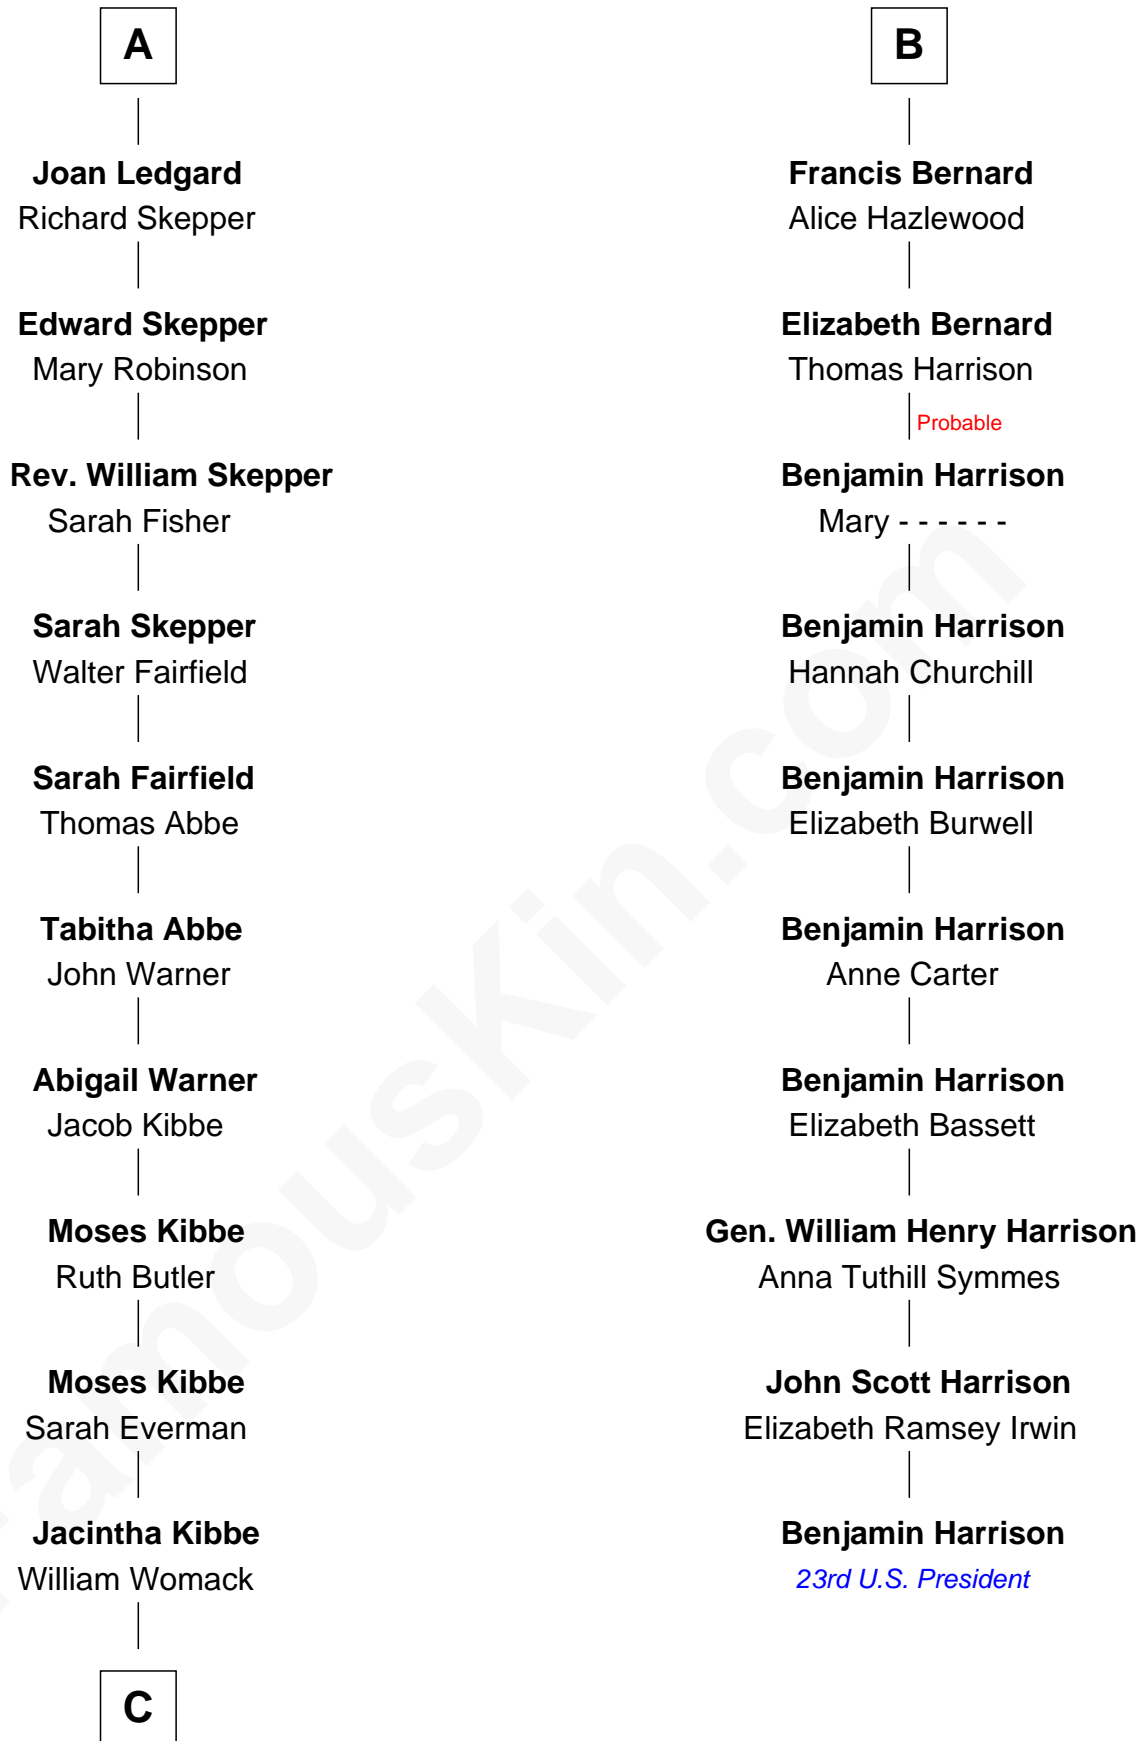 A
Joan Ledgard
Richard Skepper
Edward Skepper
Mary Robinson
Rev. William Skepper
Sarah Fisher
Sarah Skepper
Walter Fairfield
Sarah Fairfield
Thomas Abbe
Tabitha Abbe
John Warner
Abigail Warner
Jacob Kibbe
Moses Kibbe
Ruth Butler
Moses Kibbe
Sarah Everman
Jacintha Kibbe
William Womack
C
B
Francis Bernard
Alice Hazlewood
Elizabeth Bernard
Thomas Harrison
Probable
Benjamin Harrison
Mary - - - - - -
Benjamin Harrison
Hannah Churchill
Benjamin Harrison
Elizabeth Burwell
Benjamin Harrison
Anne Carter
Benjamin Harrison
Elizabeth Bassett
Gen. William Henry Harrison
Anna Tuthill Symmes
John Scott Harrison
Elizabeth Ramsey Irwin
Benjamin Harrison
23rd U.S. President
FamousKin.com